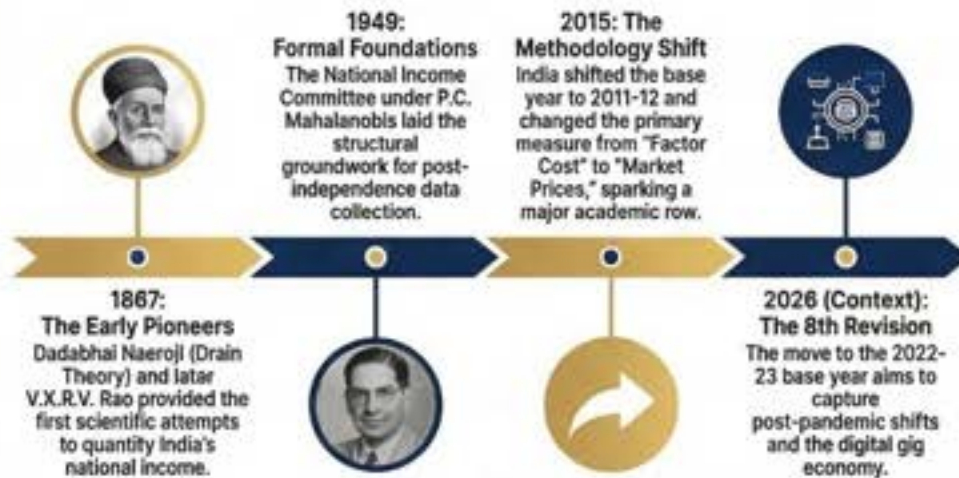 1867:
The Early Pioneers
Dadabhai Naeroji (Drain
Theory) and latar
V.X.R.V. Rao provided the
first scientific attempts
to quantity India's
national income.
1949:
Formal Foundations
The National Income
Committee under P.C.
Mahalanobis laid the
structural
groundwork for post-
independence data
collection.
2015: The
Methodology Shift
India shifted the base
year to 2011-12 and
changed the primary
measure from "Factor
Cost" to "Market
Prices," sparking a
major academic row.
2026 (Context):
The 8th Revision
The move to the 2022-
23 base year aims to
capture
post-pandemic shifts
and the digital gig
economy.